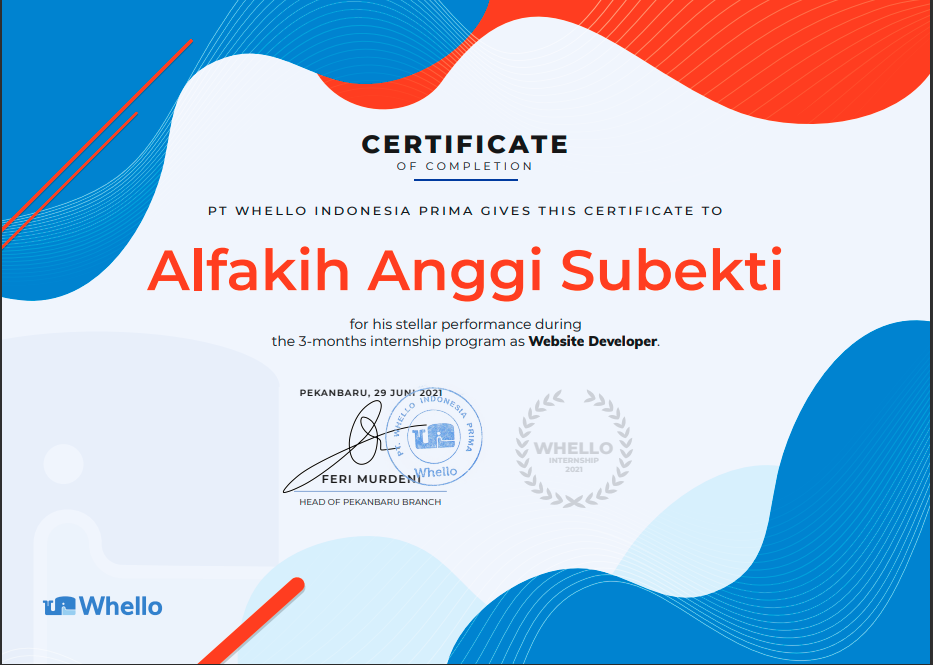 CERTIFICATE
OF COMPLETION
PT WHELLO INDONESIA PRIMA GIVES THIS CERTIFICATE TO
Alfakih Anggi Subekti
for his stellar performance during
the 3-months internship program as Website Developer.
PEKANBARU, 29 JUNI 2021
PT. WHELLO INDONESIA PRIMA
Whello
FERI MURDENI
HEAD OF PEKANBARU BRANCH
WHELLO
INTERNSHIP
2021
Whello